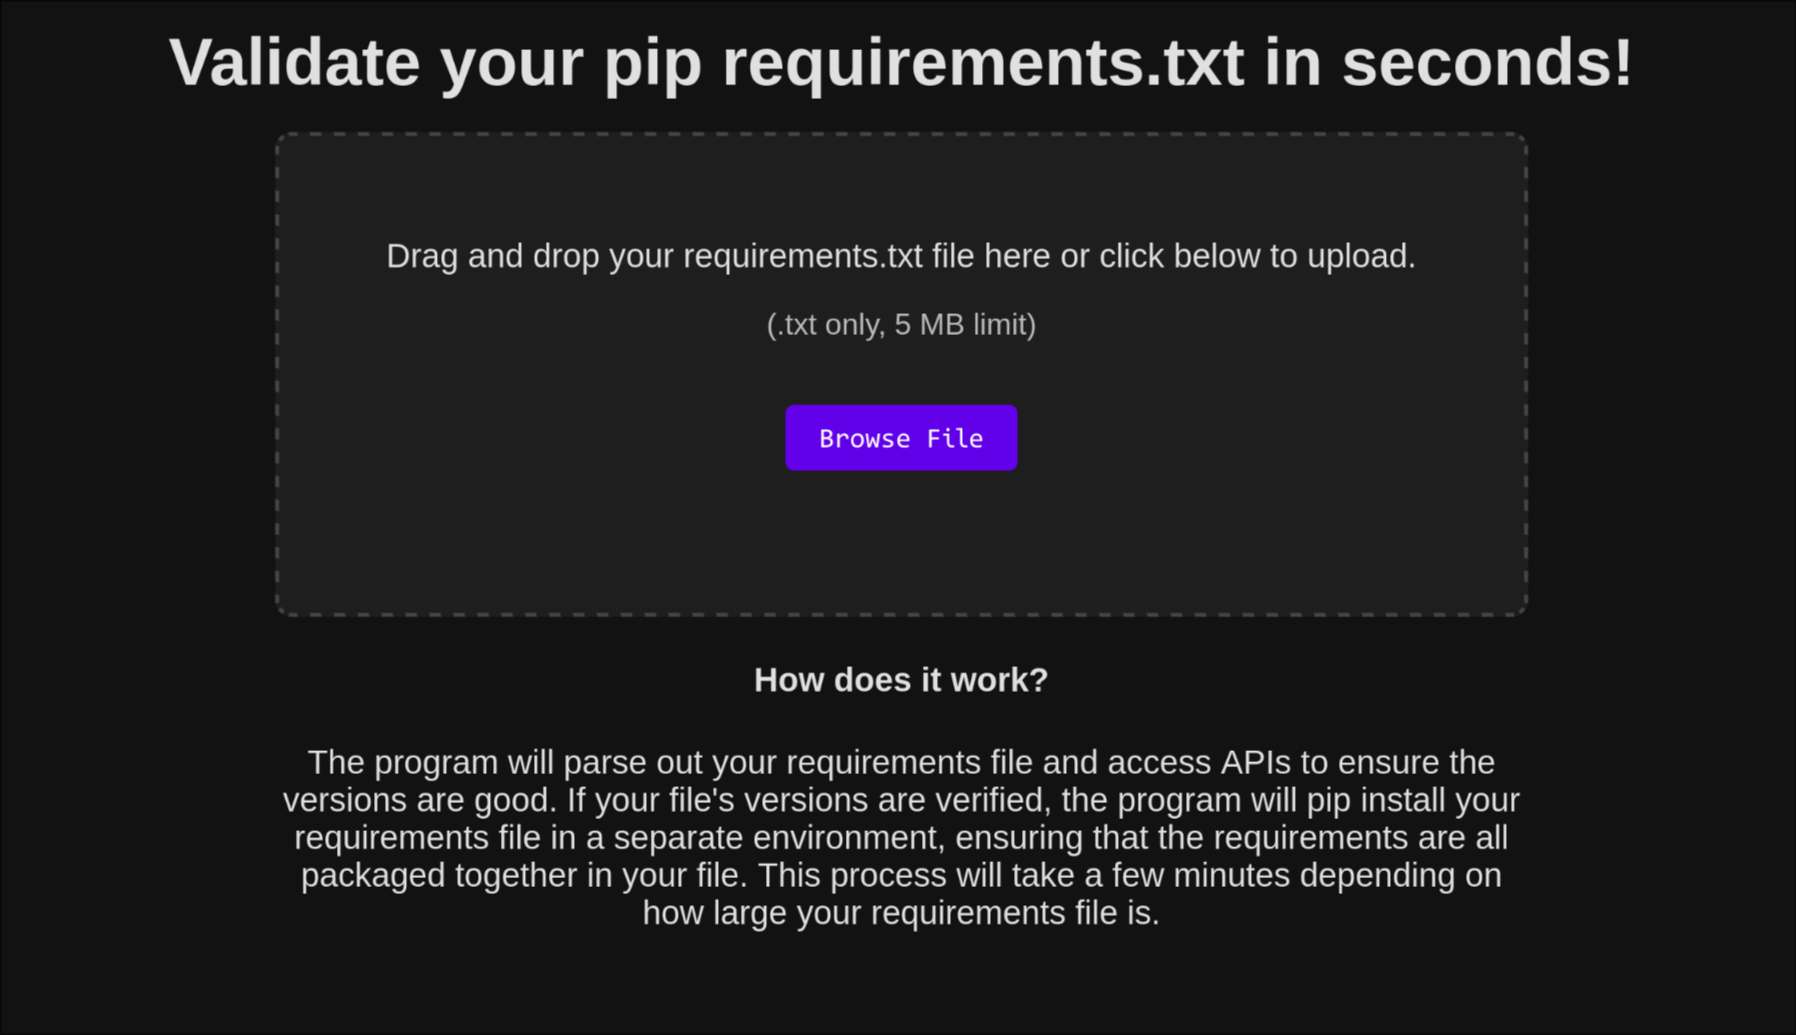 Validate your pip requirements.txt in seconds!
Drag and drop your requirements.txt file here or click below to upload.
(.txt only, 5 MB limit)
Browse File
How does it work?
The program will parse out your requirements file and access APIs to ensure the
versions are good. If your file's versions are verified, the program will pip install your
requirements file in a separate environment, ensuring that the requirements are all
packaged together in your file. This process will take a few minutes depending on
how large your requirements file is.